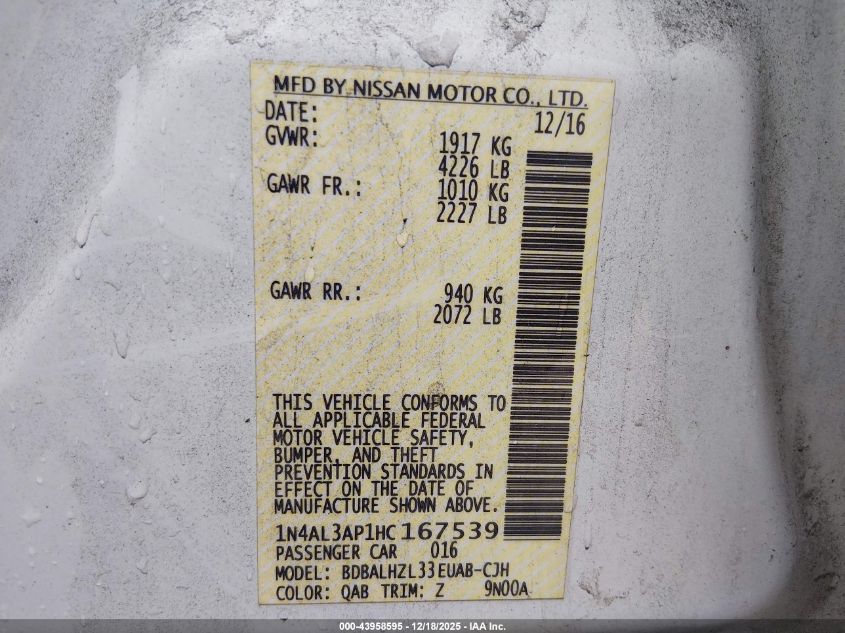 MFD BY NISSAN MOTOR CO., LTD.
DATE: 12/16
GVWR: 1917 KG
4226 LB
GAWR FR.: 1010 KG
2227 LB
GAWR RR.: 940 KG
2072 LB
THIS VEHICLE CONFORMS TO
ALL APPLICABLE FEDERAL
MOTOR VEHICLE SAFETY,
BUMPER, AND THEFT
PREVENTION STANDARDS IN
EFFECT ON THE DATE OF
MANUFACTURE SHOWN ABOVE.
1N4AL3AP1HC167539
PASSENGER CAR 016
MODEL: BDBALHZL33EUAB-CJH
COLOR: QAB TRIM: Z 9N00A
000-43958595 - 12/18/2025 - IAA Inc.